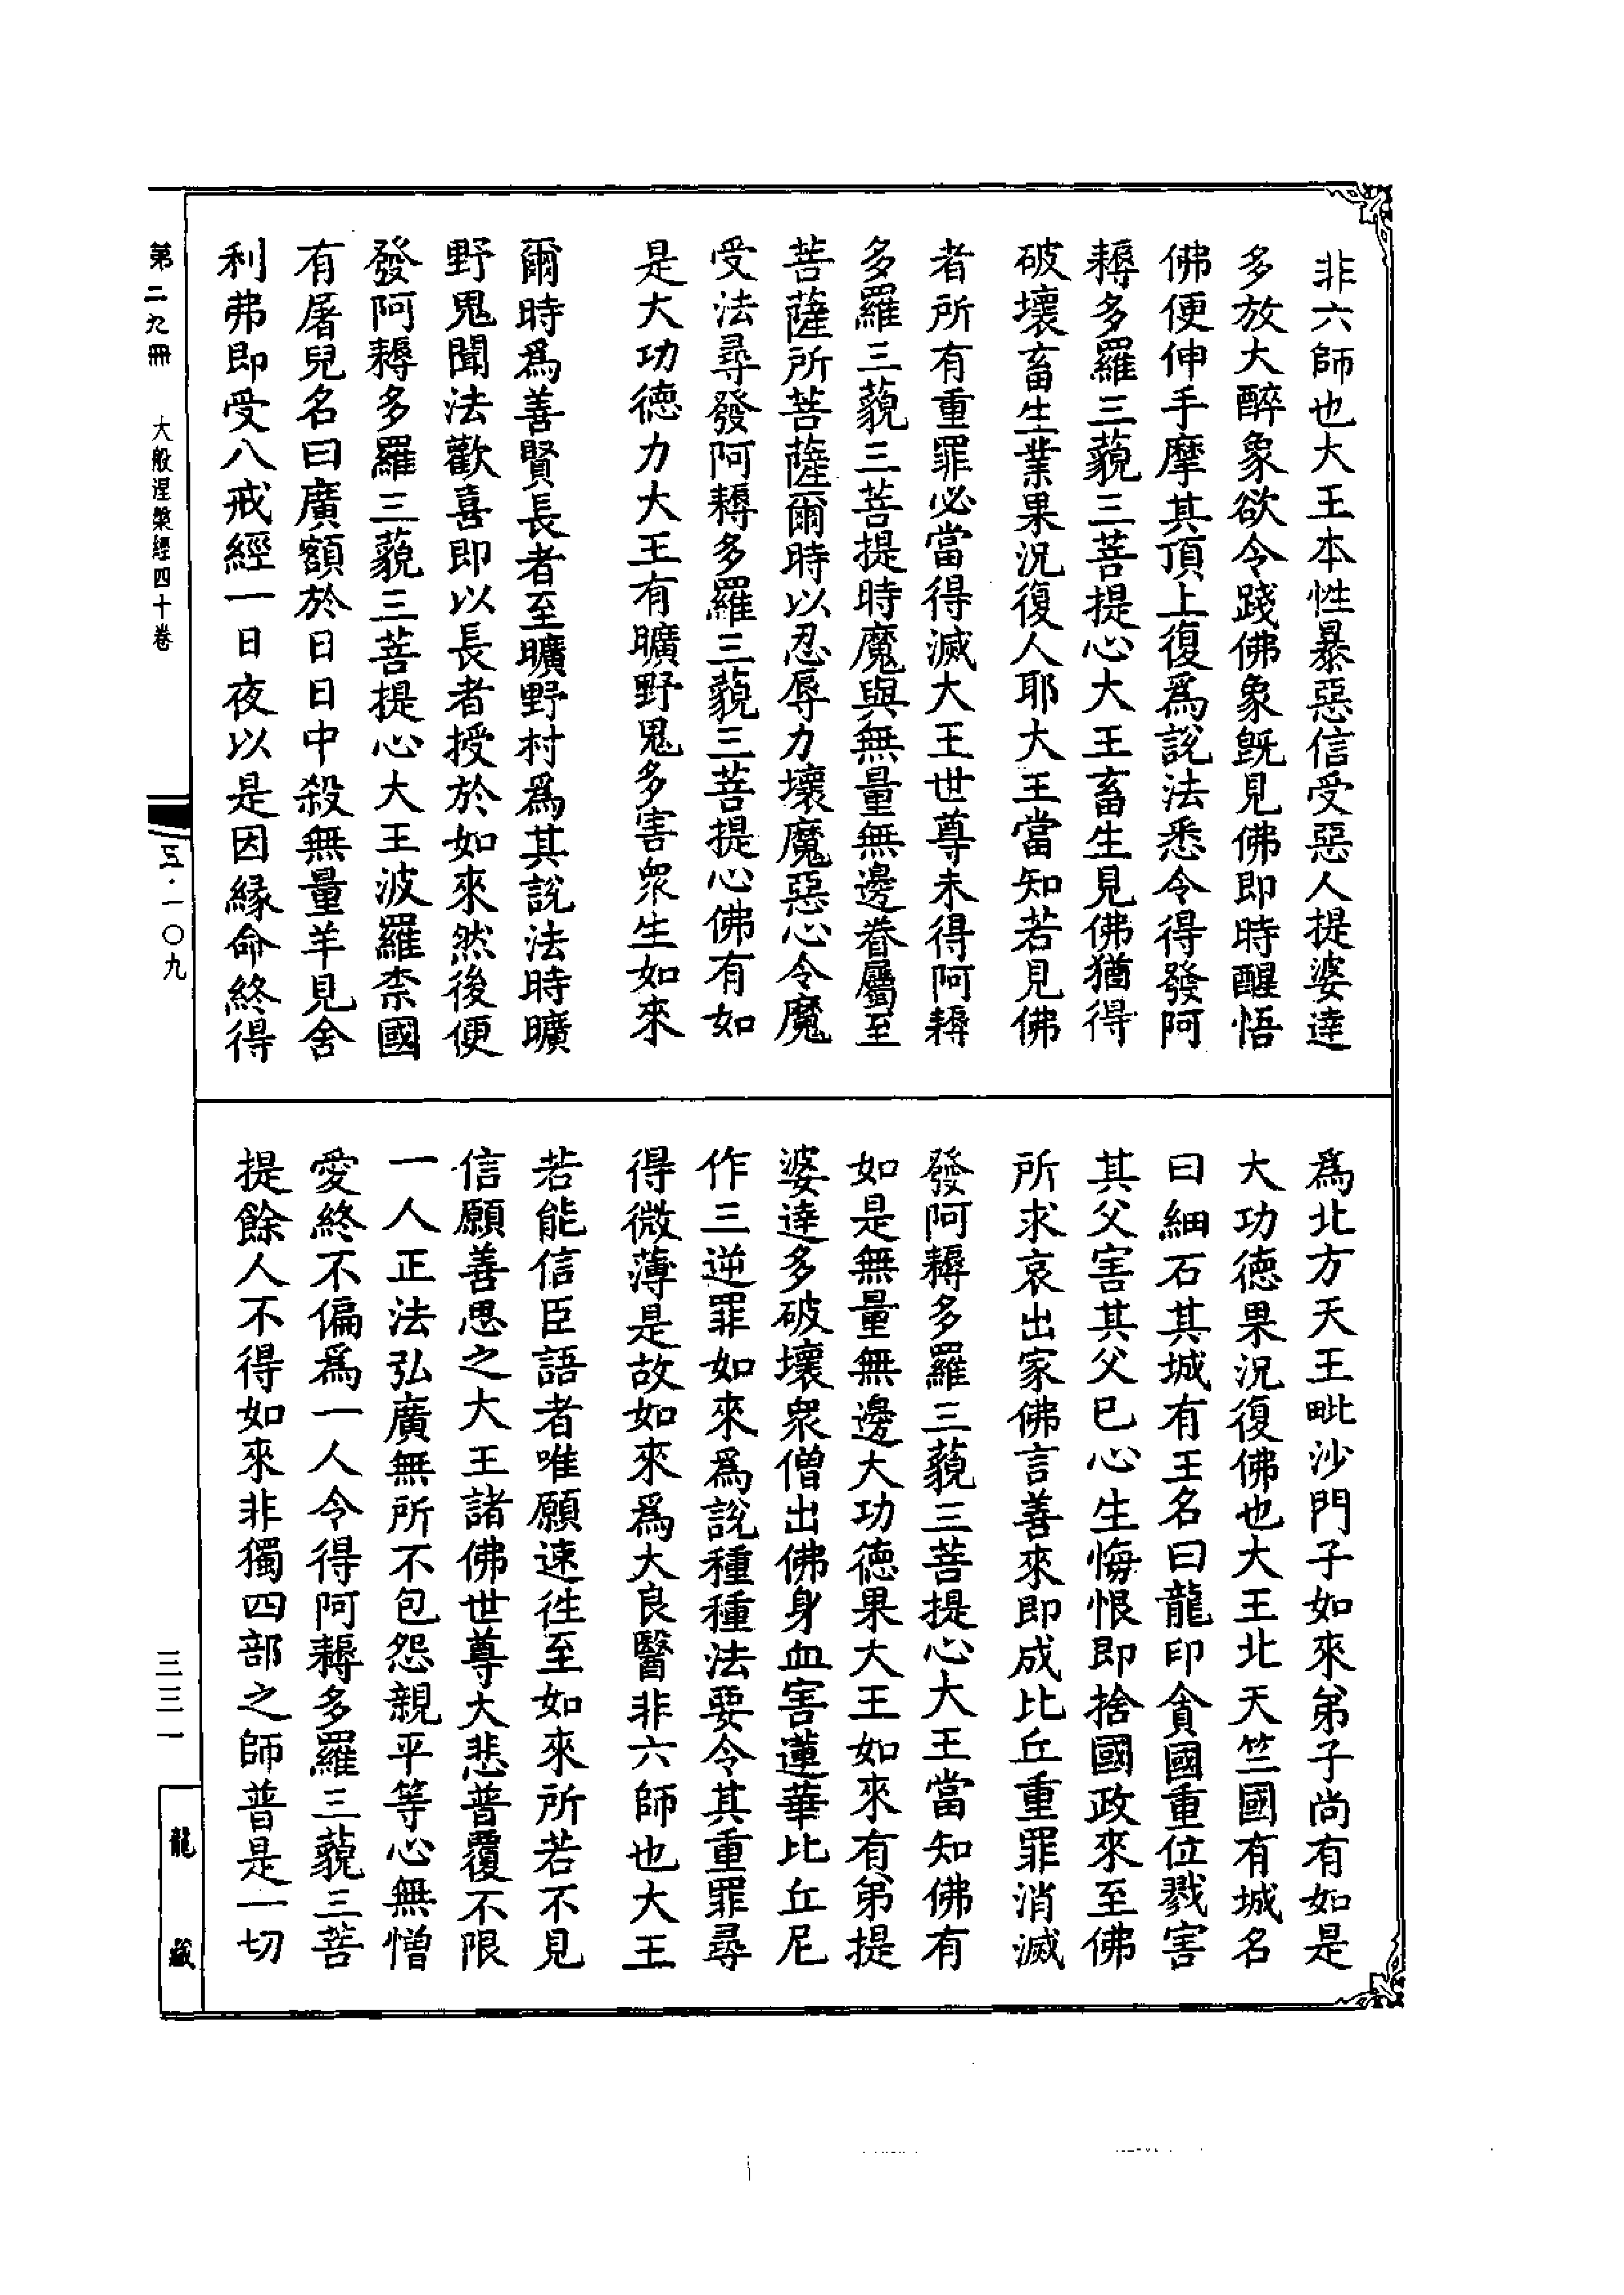 非六師也大王本性暴惡信受惡人提婆達
多放大醉象欲令踐佛象旣見佛即時醒悟
佛便伸手摩其頂上復爲說法悉令得發阿
耨多羅三藐三菩提心大王畜生見佛猶得
破壞畜生業果況復人耶大王當知若見佛
者所有重罪必當得滅大王世尊未得阿耨
多羅三藐三菩提時魔與無量無邊眷屬至
菩薩所菩薩爾時以忍辱力壞魔惡心令魔
受法尋發阿耨多羅三藐三菩提心佛有如
是大功德力大王有曠野鬼多害衆生如來
爾時爲善賢長者至曠野村爲其說法時曠
野鬼聞法歡喜即以長者授於如來然後便
發阿耨多羅三藐三菩提心大王波羅柰國
有屠兒名曰廣額於日日中殺無量羊見舍
利弗即受八戒經一日夜以是因緣命終得
爲北方天王毗沙門子如來弟子尚有如是
大功德果況復佛也大王北天竺國有城名
曰細石其城有王名曰龍印貪國重位戮害
其父害其父已心生悔恨即捨國政來至佛
所求哀出家佛言善來即成比丘重罪消滅
發阿耨多羅三藐三菩提心大王當知佛有
如是無量無邊大功德果大王如來有弟提
婆達多破壞衆僧出佛身血害蓮華比丘尼
作三逆罪如來爲說種種法要令其重罪尋
得微薄是故如來爲大良醫非六師也大王
若能信臣語者唯願速往至如來所若不見
信願善思之大王諸佛世尊大悲普覆不限
一人正法弘廣無所不包怨親平等心無憎
愛終不偏爲一人令得阿耨多羅三藐三菩
提餘人不得如來非獨四部之師普是一切
第二九冊 大般涅槃經四十卷
五·一〇九
三三一
龍藏